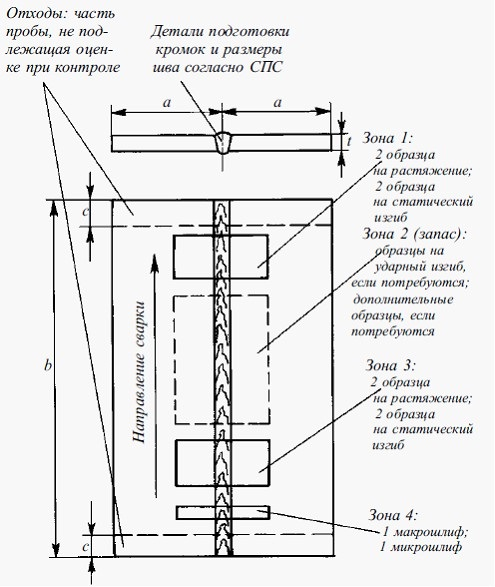 Отходы: часть
пробы, не под-
лежащая оцен-
ке при контроле
Детали подготовки
кромок и размеры
шва согласно СПС
a
a
t
Зона 1:
2 образца
на растяжение;
2 образца
на статический
изгиб
Зона 2 (запас):
образцы на
ударный изгиб,
если потребуются;
дополнительные
образцы, если
потребуются
Зона 3:
2 образца
на растяжение;
2 образца
на статический
изгиб
Зона 4:
1 макрошлиф;
1 микрошлиф
c
b
Направление сварки
c